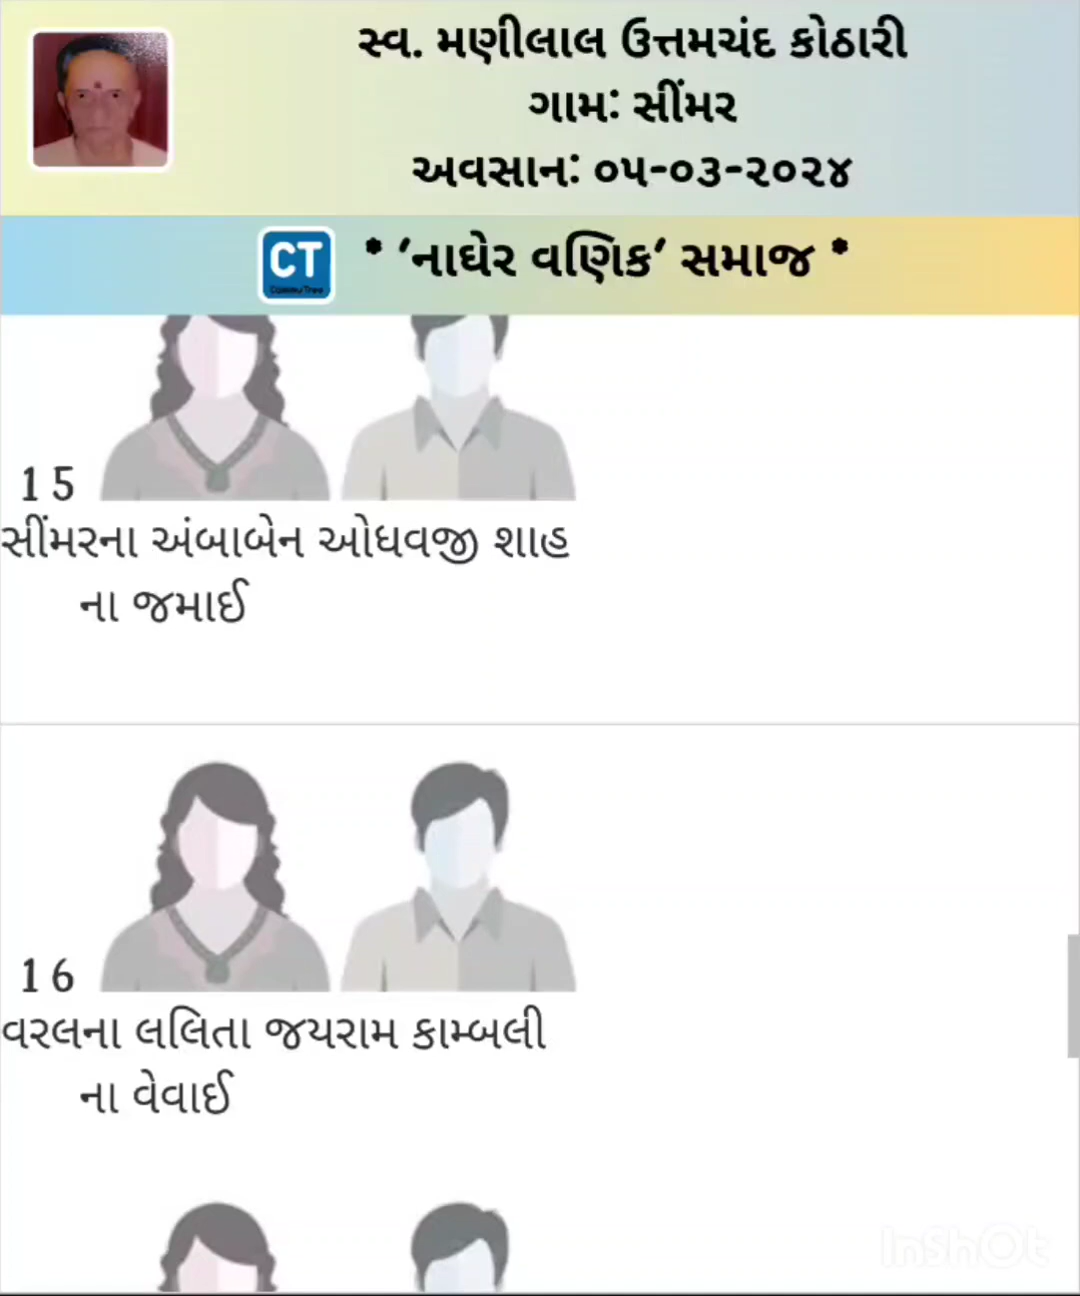 સ્વ. મણીલાલ ઉત્તમચંદ કોઠારી
ગામ: સીંમર
અવસાન: ૦૫-૦૩-૨૦૨૪
CT
CommuTree
* ‘નાઘેર વણિક’ સમાજ *
15
સીંમરના અંબાબેન ઓધવજી શાહ
ના જમાઈ
16
વરલના લલિતા જયરામ કામ્બલી
ના વેવાઈ
InShOt